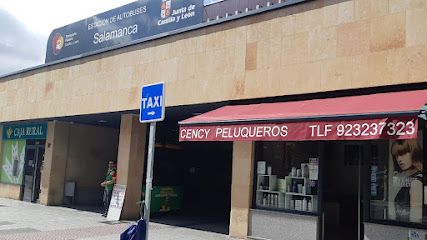 ESTACIÓN DE AUTOBUSES
Salamanca
Junta de
Castilla y León
TAXI
CENCY PELUQUEROS TLF 923237323
CAJA RURAL